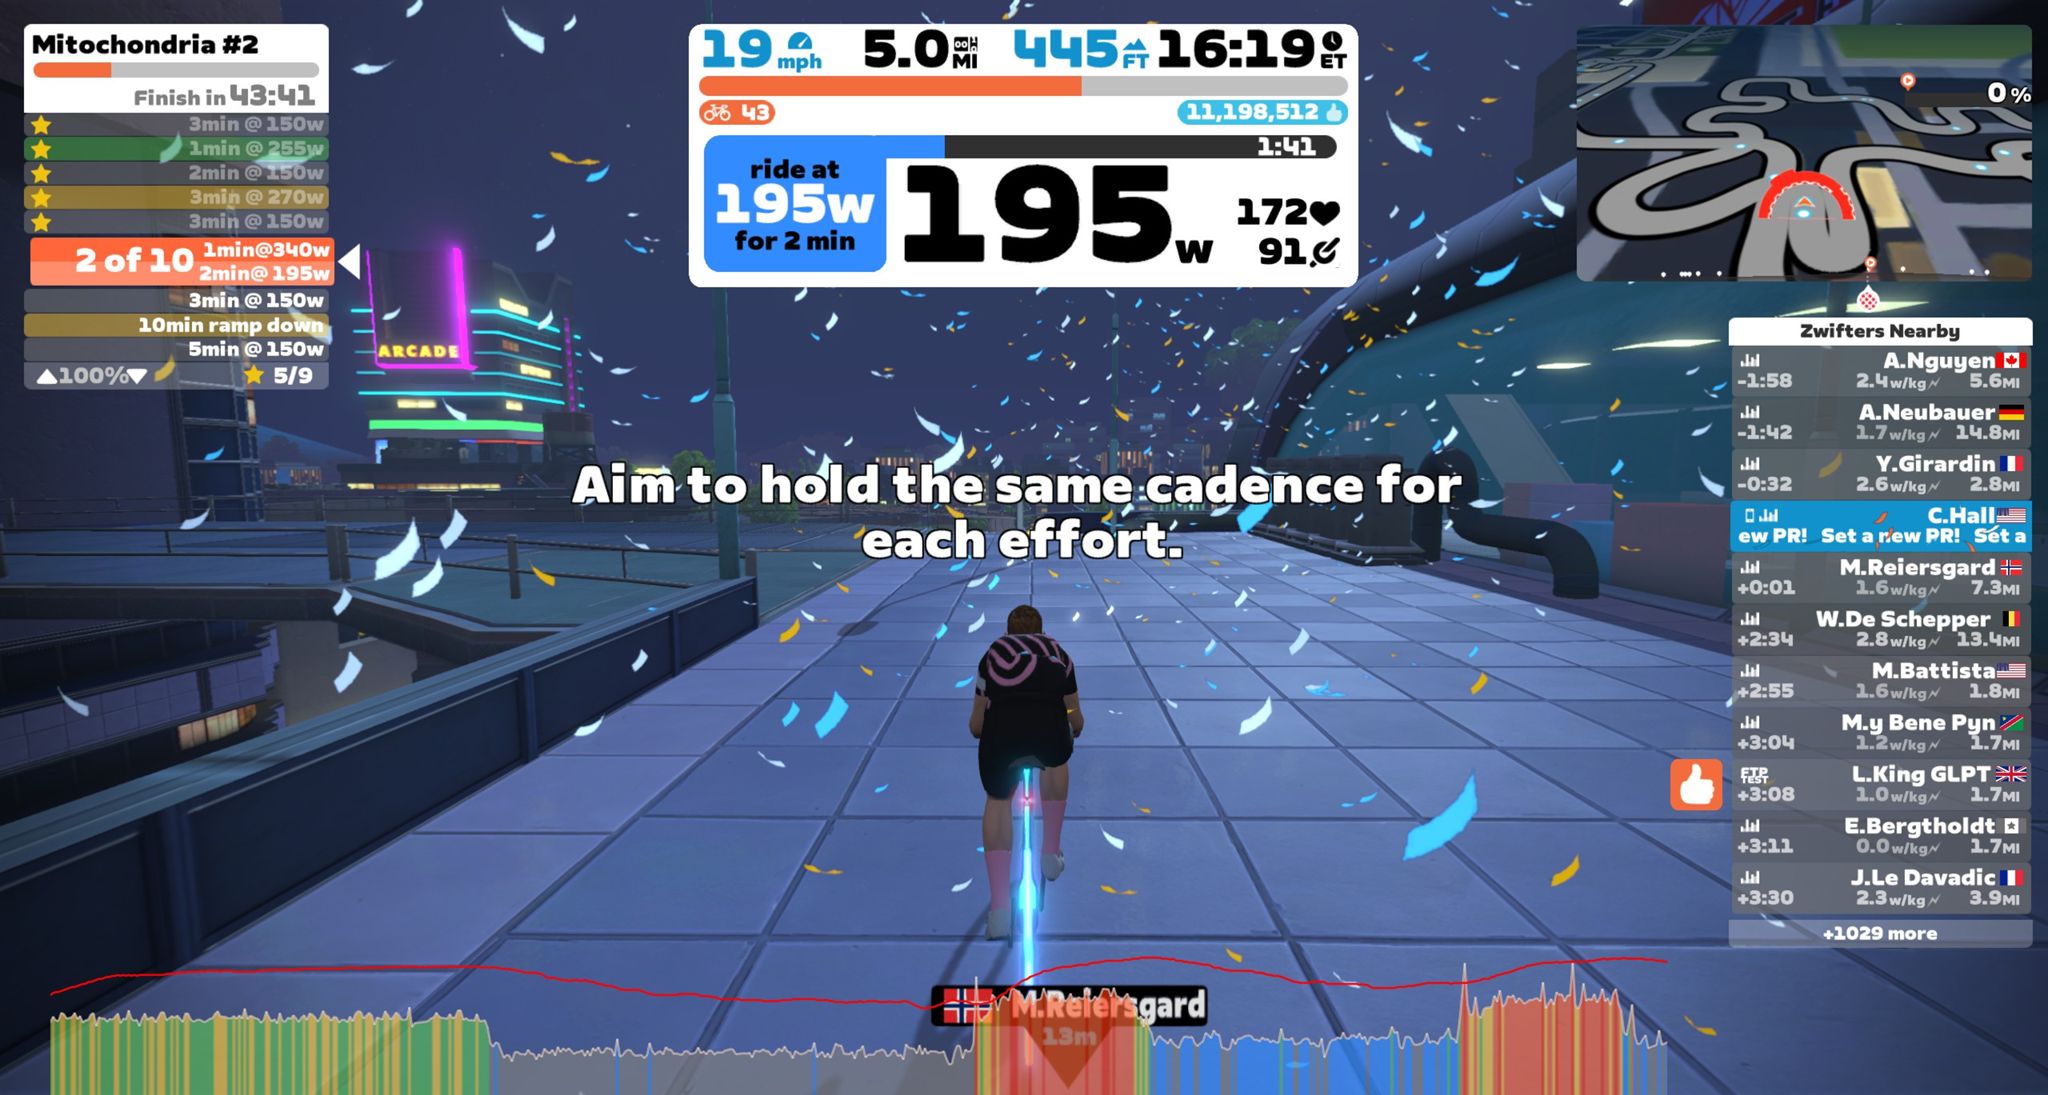 Mitochondria #2
Finish in 43:41
3min @ 150w
1min @ 255w
2min @ 150w
3min @ 270w
3min @ 150w
2 of 10
1min@340w
2min@195w
3min @ 150w
10min ramp down
5min @ 150w
100%
5/9
19 mph 5.0 MI 445 FT 16:19 ET
43
11,198,512
1:41
ride at
195w
for 2 min
195w
172
91
0%
ARCADE
Aim to hold the same cadence for
each effort.
Zwifters Nearby
A.Nguyen
-1:58 2.4w/kg 5.6MI
A.Neubauer
-1:42 1.7w/kg 14.8MI
Y.Girardin
-0:32 2.6w/kg 2.8MI
C.Hall
ew PR! Set a new PR! Set a
M.Reiersgard
+0:01 1.6w/kg 7.3MI
W.De Schepper
+2:34 2.8w/kg 13.4MI
M.Battista
+2:55 1.6w/kg 1.8MI
M.y Bene Pyn
+3:04 1.2w/kg 1.7MI
FTP TEST L.King GLPT
+3:08 1.0w/kg 1.7MI
E.Bergtholdt
+3:11 0.0w/kg 1.7MI
J.Le Davadic
+3:30 2.3w/kg 3.9MI
+1029 more
M.Reiersgard
13m